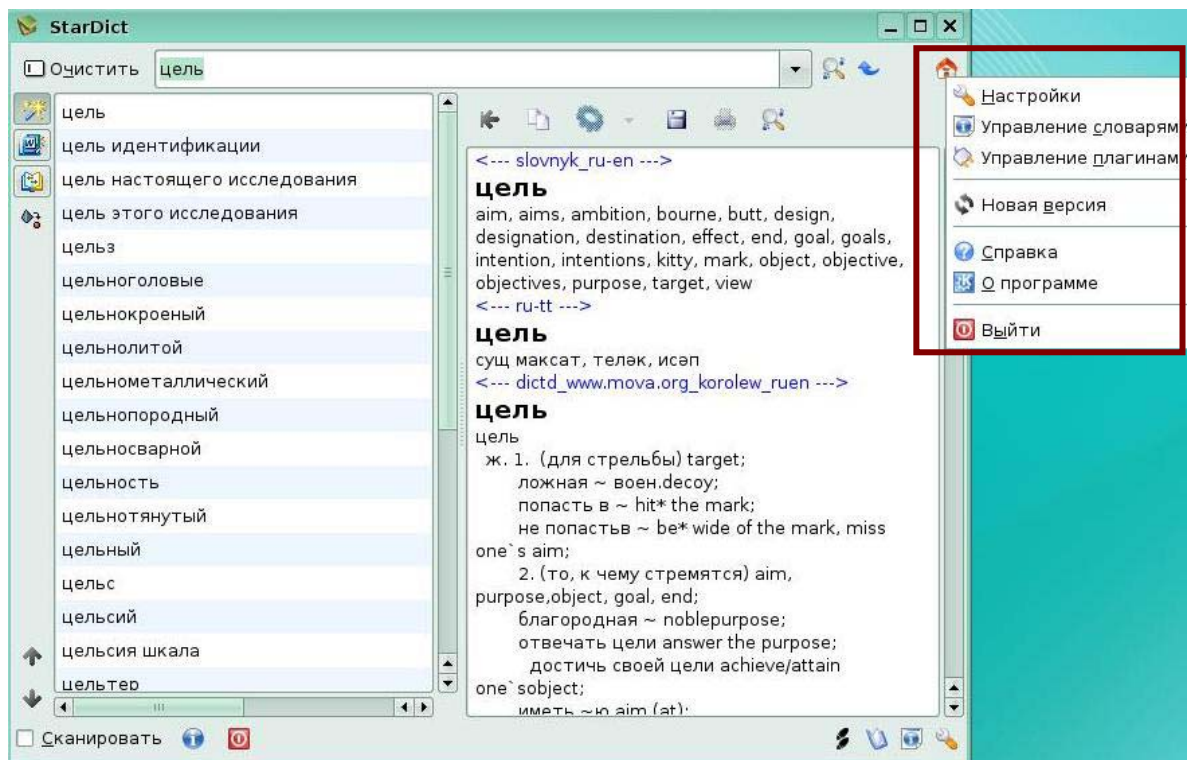 StarDict
Очистить
цель
цель
цель идентификации
цель настоящего исследования
цель этого исследования
цельз
цельноголовые
цельнокроеный
цельнолитой
цельнометаллический
цельнопородный
цельносварной
цельность
цельнотянутый
цельный
цельс
цельсий
цельсия шкала
цельтер
<--- slovnyk_ru-en --->
цель
aim, aims, ambition, bourne, butt, design,
designation, destination, effect, end, goal, goals,
intention, intentions, kitty, mark, object, objective,
objectives, purpose, target, view
<--- ru-tt --->
цель
сущ максат, теләк, исәп
<--- dictd_www.mova.org_korolew_ruen --->
цель
цель
ж. 1. (для стрельбы) target;
ложная ~ воен.decoy;
попасть в ~ hit* the mark;
не попастьв ~ be* wide of the mark, miss
one`s aim;
2. (то, к чему стремятся) aim,
purpose,object, goal, end;
благородная ~ noblepurpose;
отвечать цели answer the purpose;
достичь своей цели achieve/attain
one`sobject;
иметь ~ю aim (at);
Настройки
Управление словарям
Управление плагинам
Новая версия
Справка
О программе
Выйти
Сканировать